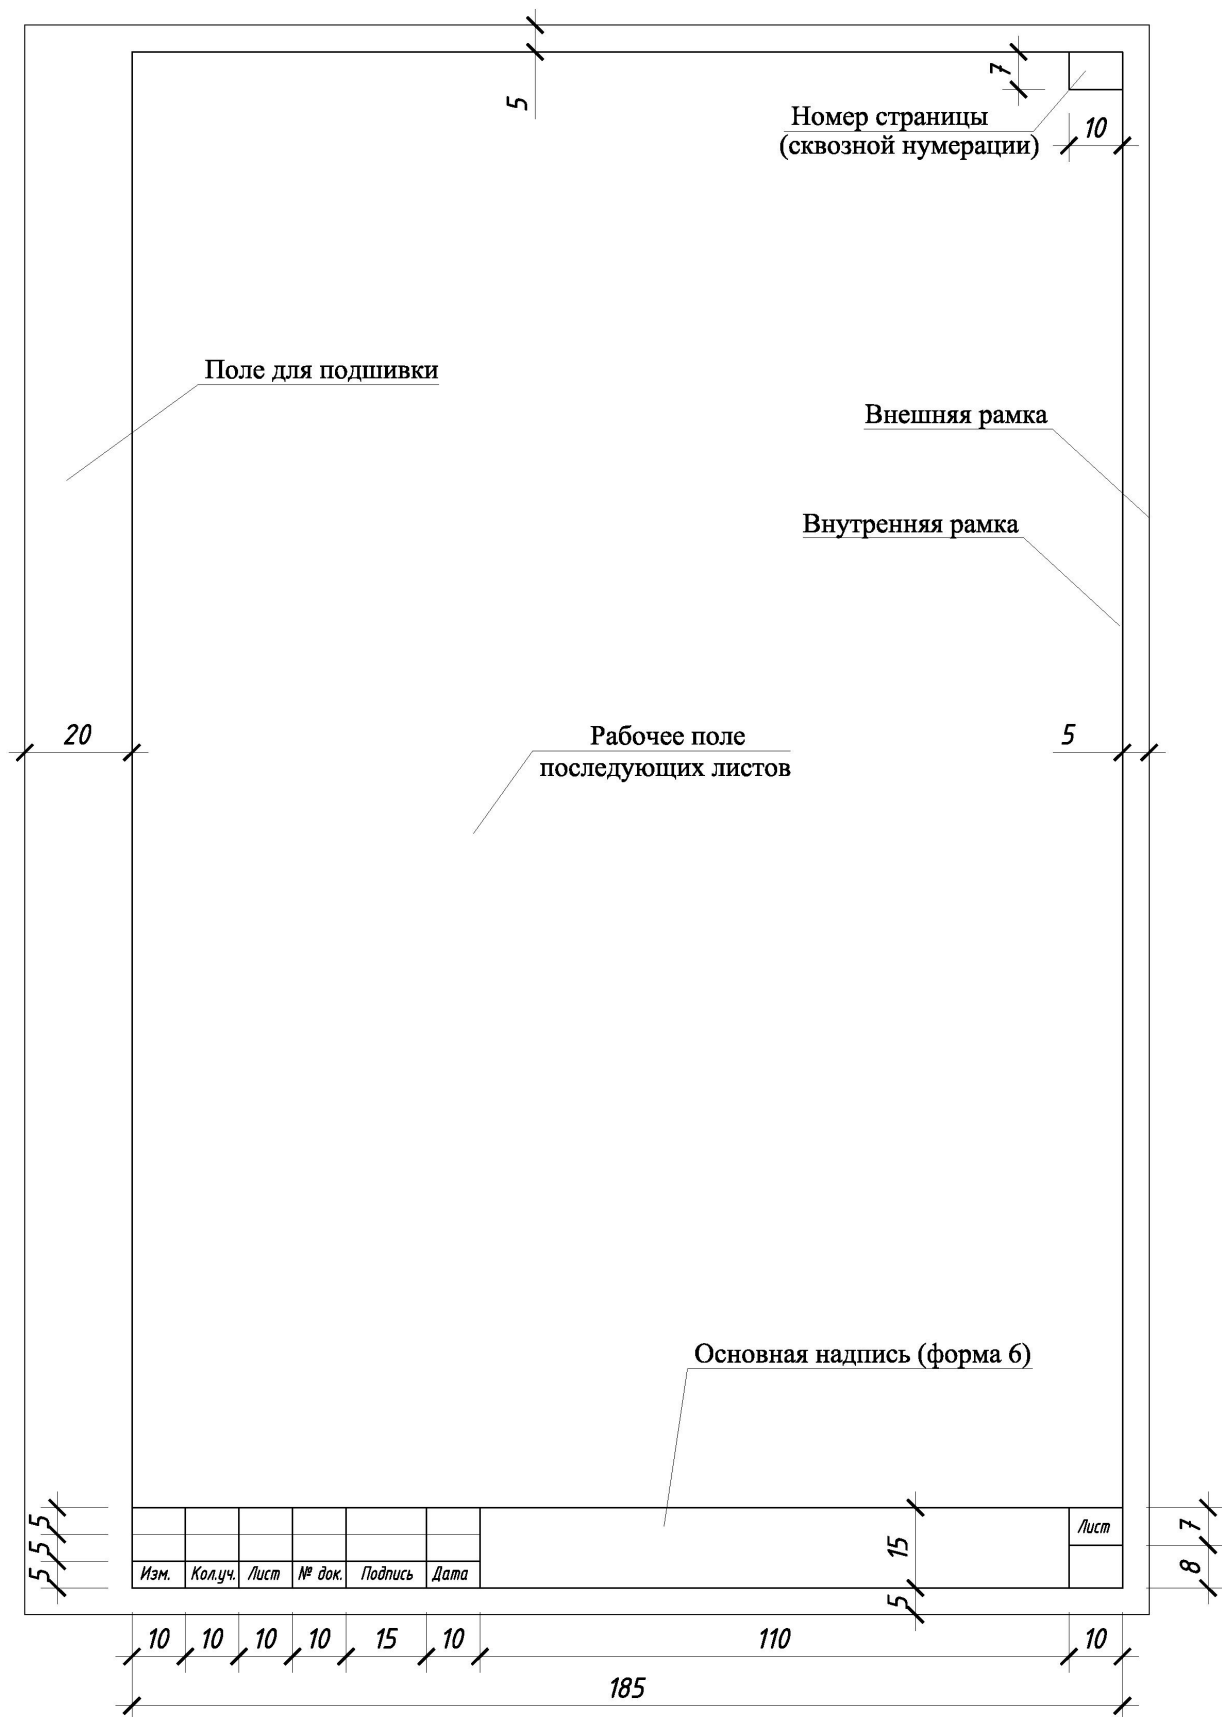 5
7
Номер страницы
(сквозной нумерации)
10
Поле для подшивки
Внешняя рамка
Внутренняя рамка
20
Рабочее поле
последующих листов
5
Основная надпись (форма 6)
5
5
5
Изм.
Кол.уч.
Лист
№ док.
Подпись
Дата
15
5
Лист
7
8
10 10 10 10 15 10 110 10
185